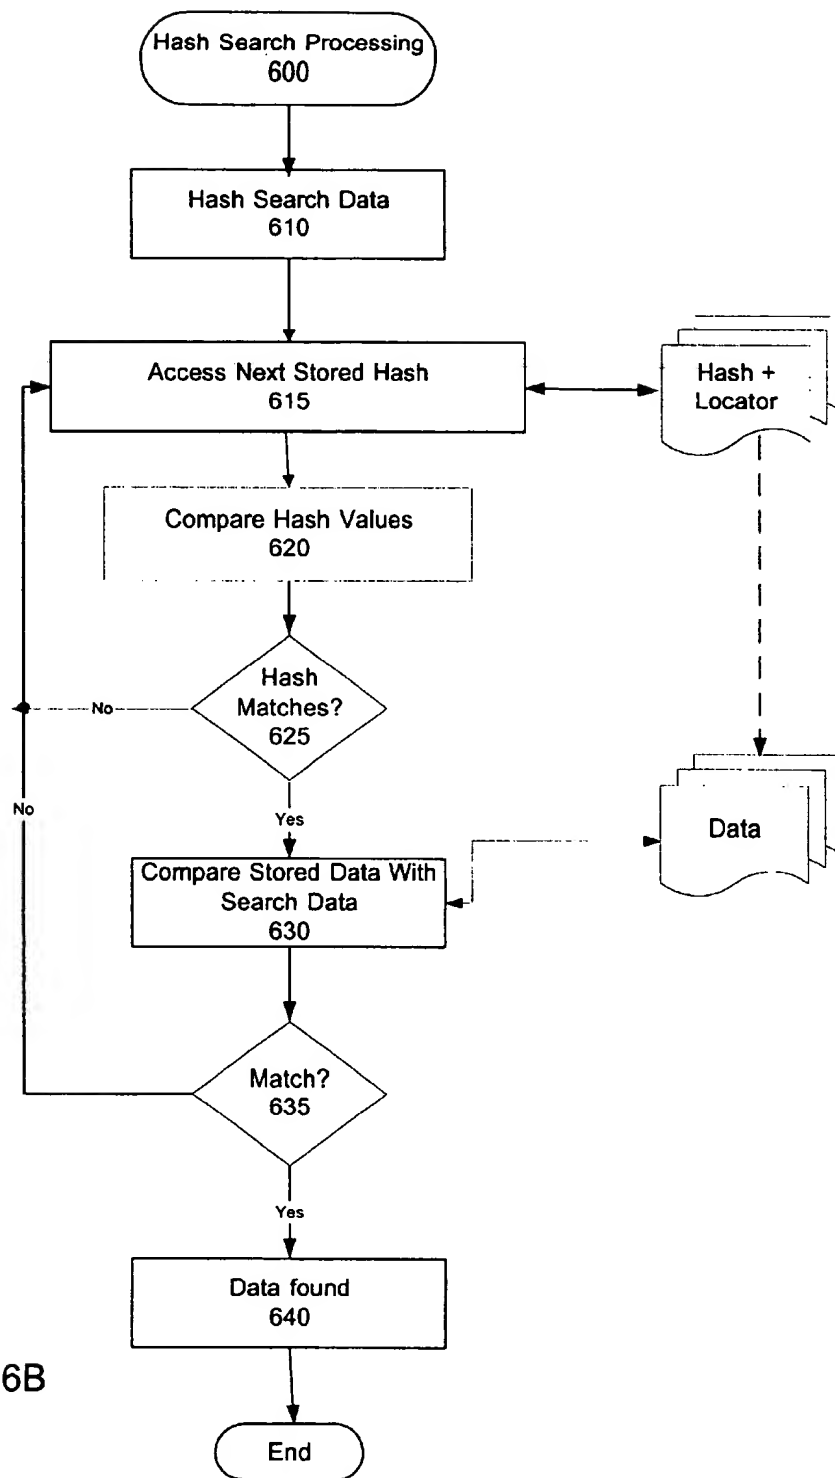 Hash Search Processing
600
Hash Search Data
610
Access Next Stored Hash
615
Hash +
Locator
Compare Hash Values
620
Hash
Matches?
625
No
No
Yes
Data
Compare Stored Data With
Search Data
630
Match?
635
Yes
Data found
640
6B
End